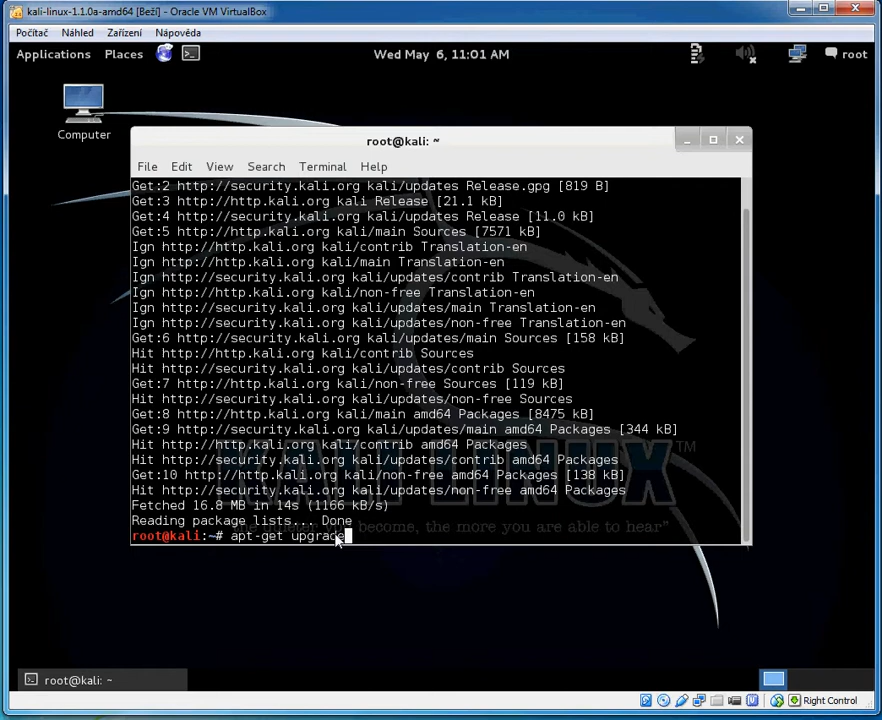 kali-linux-1.1.0a-amd64 [Beží] - Oracle VM VirtualBox
Počítač Náhled Zařízení Nápověda
Applications Places Wed May 6, 11:01 AM root
Computer
root@kali: ~
File Edit View Search Terminal Help
Get:2 http://security.kali.org kali/updates Release.gpg [819 B]
Get:3 http://http.kali.org kali Release [21.1 kB]
Get:4 http://security.kali.org kali/updates Release [11.0 kB]
Get:5 http://http.kali.org kali/main Sources [7571 kB]
Ign http://http.kali.org kali/contrib Translation-en
Ign http://http.kali.org kali/main Translation-en
Ign http://security.kali.org kali/updates/contrib Translation-en
Ign http://http.kali.org kali/non-free Translation-en
Ign http://security.kali.org kali/updates/main Translation-en
Ign http://security.kali.org kali/updates/non-free Translation-en
Get:6 http://security.kali.org kali/updates/main Sources [158 kB]
Hit http://http.kali.org kali/contrib Sources
Hit http://security.kali.org kali/updates/contrib Sources
Get:7 http://http.kali.org kali/non-free Sources [119 kB]
Hit http://security.kali.org kali/updates/non-free Sources
Get:8 http://http.kali.org kali/main amd64 Packages [8475 kB]
Get:9 http://security.kali.org kali/updates/main amd64 Packages [344 kB]
Hit http://http.kali.org kali/contrib amd64 Packages
Hit http://security.kali.org kali/updates/contrib amd64 Packages
Get:10 http://http.kali.org kali/non-free amd64 Packages [138 kB]
Hit http://security.kali.org kali/updates/non-free amd64 Packages
KALI LINUX™
Fetched 16.8 MB in 14s (1166 kB/s)
Reading package lists... Done
become, the more you are able to hear"
root@kali:~# apt-get upgrade
root@kali: ~
Right Control